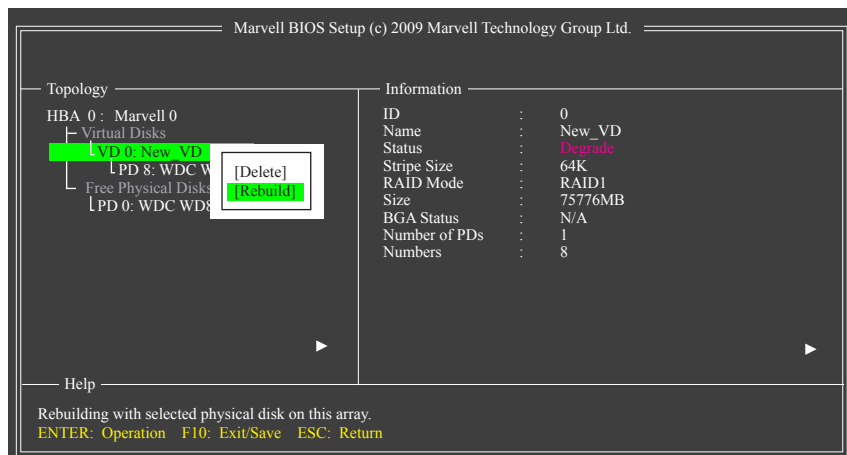 Marvell BIOS Setup (c) 2009 Marvell Technology Group Ltd.
Topology
HBA 0 : Marvell 0
Virtual Disks
VD 0: New_VD
PD 8: WDC W
Free Physical Disks
PD 0: WDC WD8
[Delete]
[Rebuild]
Information
ID : 0
Name : New_VD
Status : Degrade
Stripe Size : 64K
RAID Mode : RAID1
Size : 75776MB
BGA Status : N/A
Number of PDs : 1
Numbers : 8
Help
Rebuilding with selected physical disk on this array.
ENTER: Operation F10: Exit/Save ESC: Return